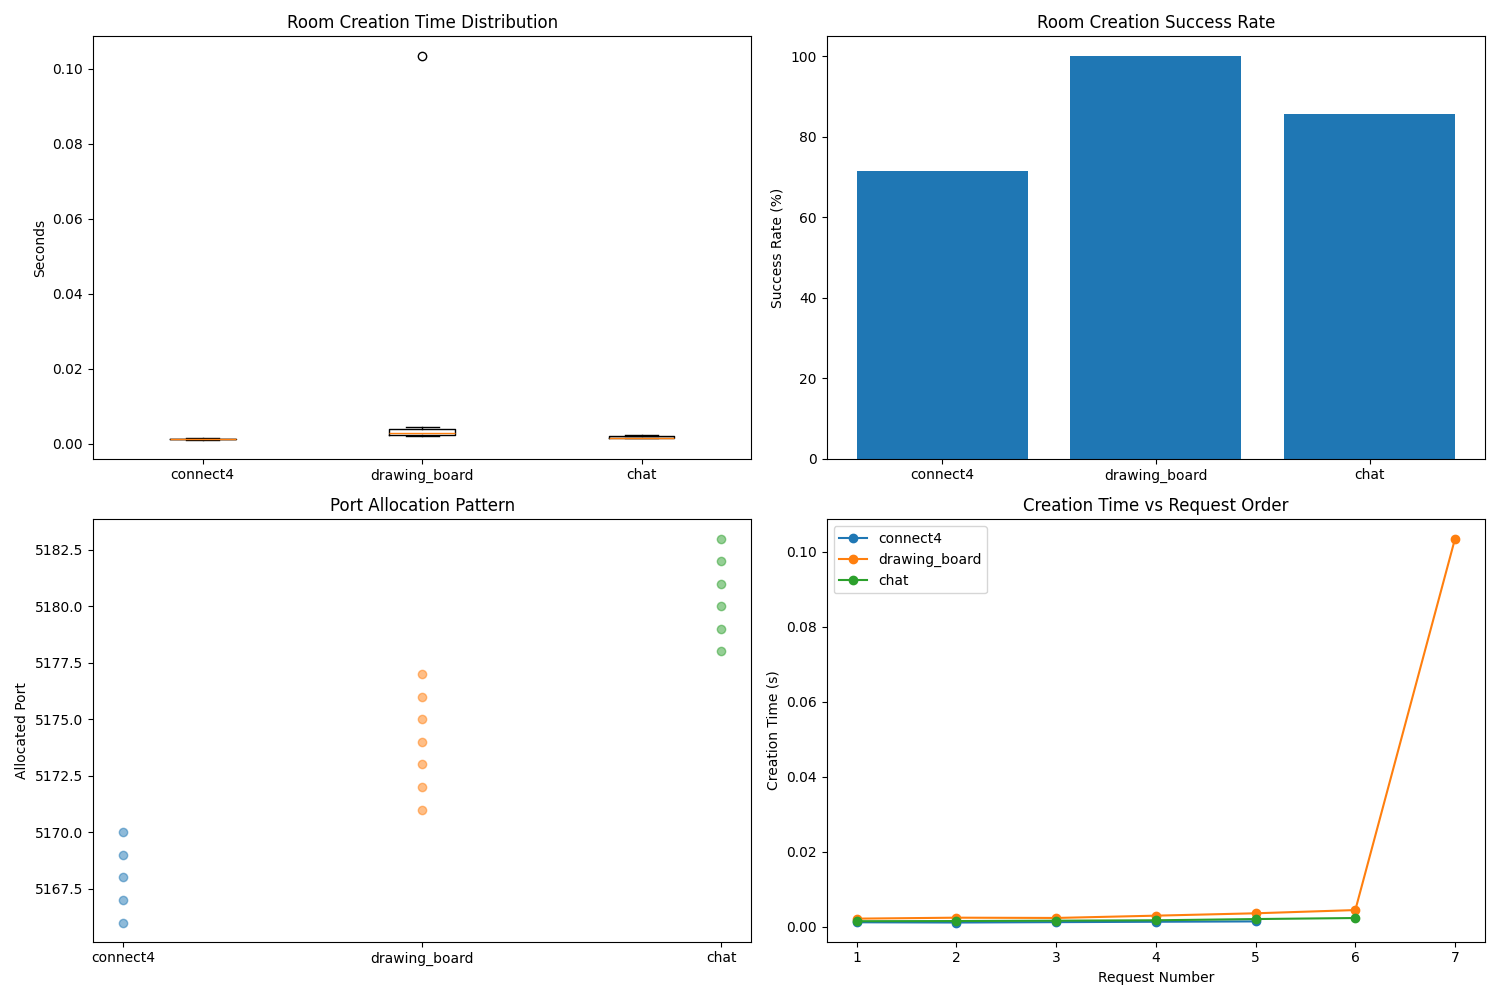 Room Creation Time Distribution
Seconds
0.10
0.08
0.06
0.04
0.02
0.00
connect4
drawing_board
chat
Room Creation Success Rate
Success Rate (%)
100
80
60
40
20
0
connect4
drawing_board
chat
Port Allocation Pattern
Allocated Port
5182.5
5180.0
5177.5
5175.0
5172.5
5170.0
5167.5
connect4
drawing_board
chat
Creation Time vs Request Order
connect4
drawing_board
chat
Creation Time (s)
0.10
0.08
0.06
0.04
0.02
0.00
1 2 3 4 5 6 7
Request Number